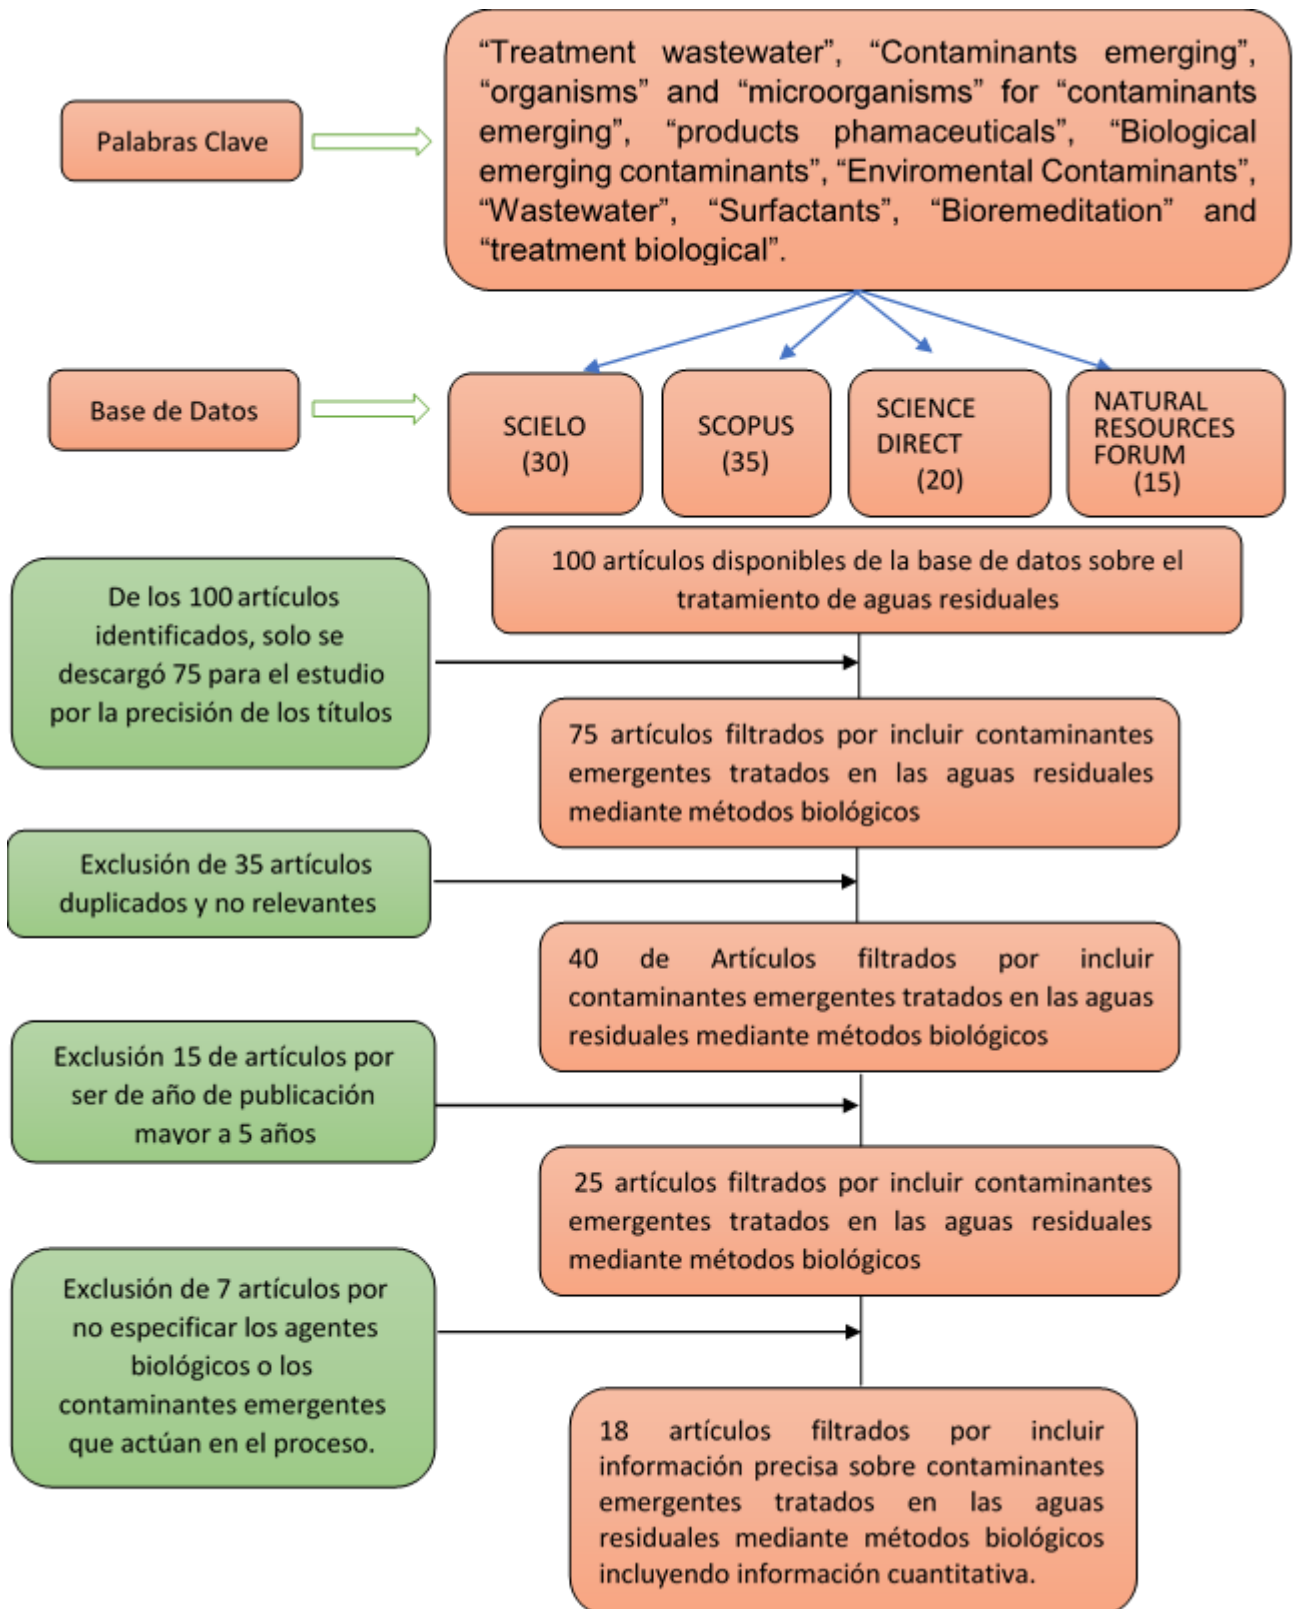 Palabras Clave
“Treatment wastewater”, “Contaminants emerging”,
“organisms” and “microorganisms” for “contaminants
emerging”, “products phamaceuticals”, “Biological
emerging contaminants”, “Enviromental Contaminants”,
“Wastewater”, “Surfactants”, “Bioremeditation” and
“treatment biological”.
Base de Datos
SCIELO
(30)
SCOPUS
(35)
SCIENCE
DIRECT
(20)
NATURAL
RESOURCES
FORUM
(15)
100 artículos disponibles de la base de datos sobre el
tratamiento de aguas residuales
De los 100 artículos
identificados, solo se
descargó 75 para el estudio
por la precisión de los títulos
75 artículos filtrados por incluir contaminantes
emergentes tratados en las aguas residuales
mediante métodos biológicos
Exclusión de 35 artículos
duplicados y no relevantes
40 de Artículos filtrados por incluir
contaminantes emergentes tratados en las aguas
residuales mediante métodos biológicos
Exclusión 15 de artículos por
ser de año de publicación
mayor a 5 años
25 artículos filtrados por incluir contaminantes
emergentes tratados en las aguas residuales
mediante métodos biológicos
Exclusión de 7 artículos por
no especificar los agentes
biológicos o los
contaminantes emergentes
que actúan en el proceso.
18 artículos filtrados por incluir
información precisa sobre contaminantes
emergentes tratados en las aguas
residuales mediante métodos biológicos
incluyendo información cuantitativa.